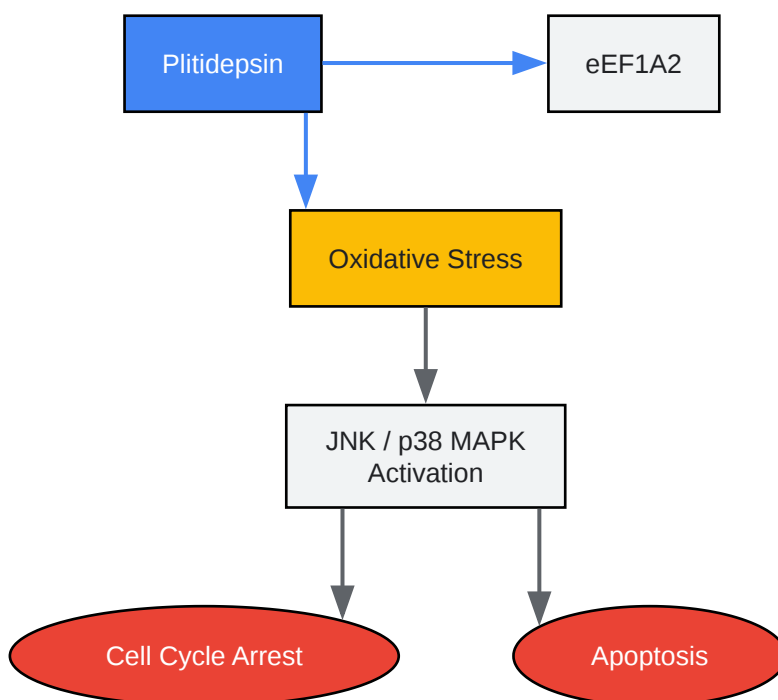 Plitidepsin
eEF1A2
Oxidative Stress
JNK / p38 MAPK
Activation
Cell Cycle Arrest
Apoptosis